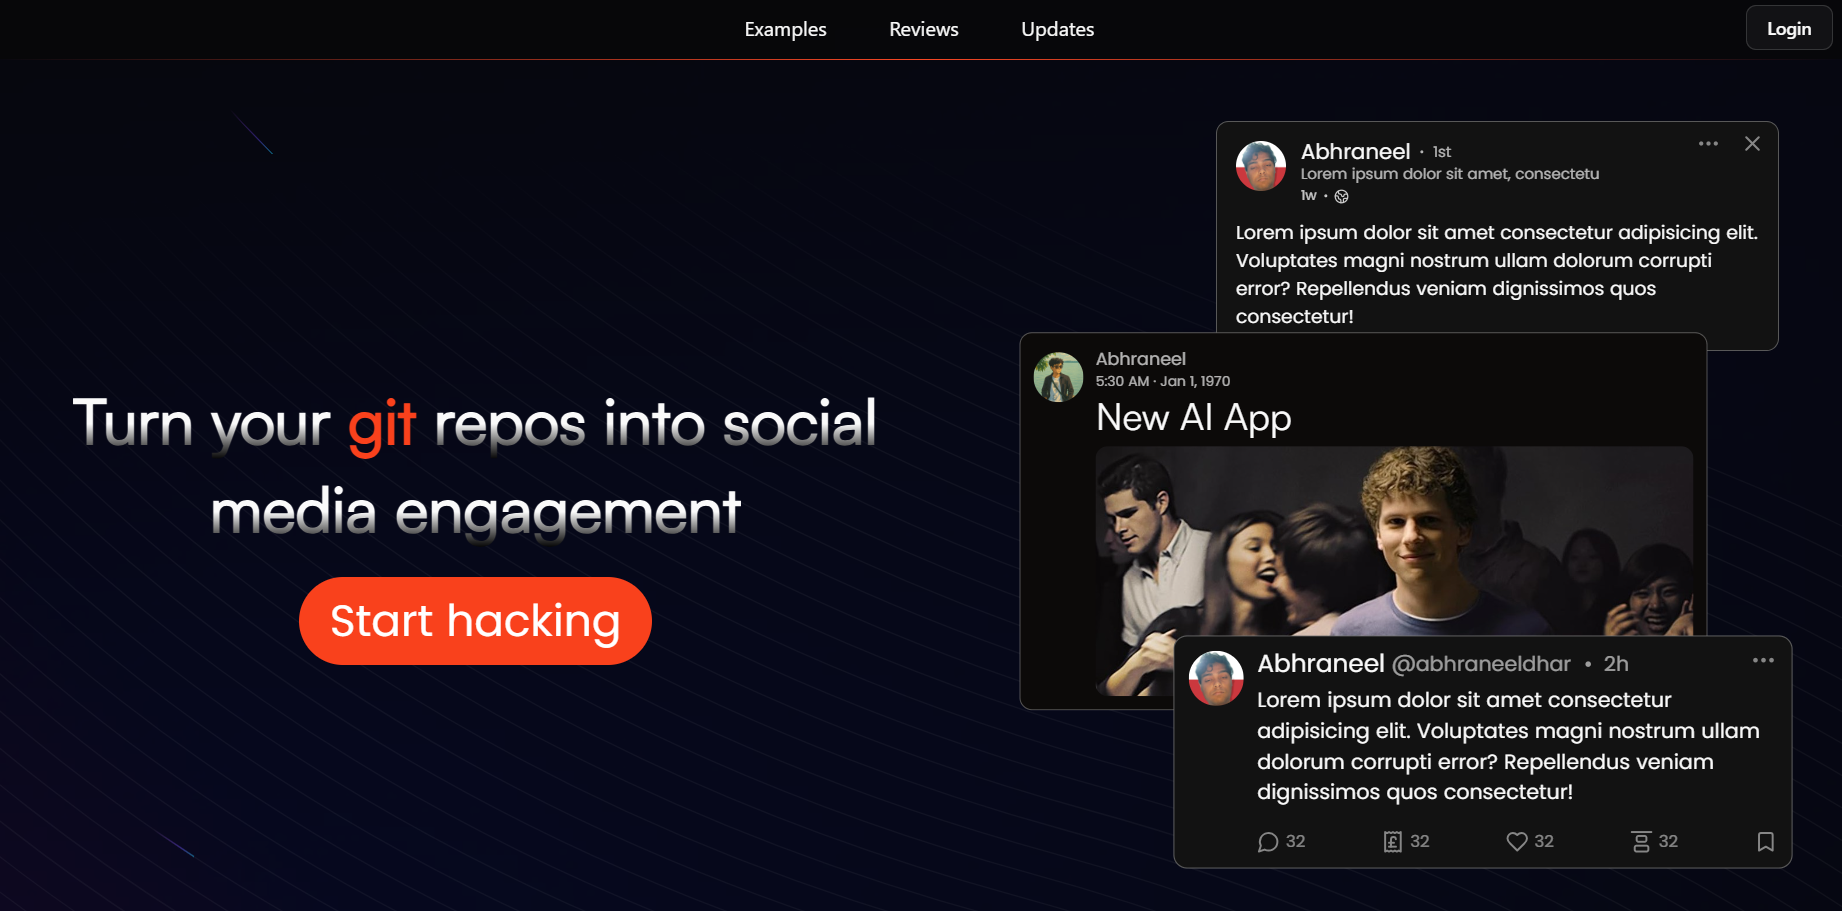 Examples
Reviews
Updates
Login
Turn your git repos into social
media engagement
Start hacking
Abhraneel · 1st
Lorem ipsum dolor sit amet, consectetu
1w ·
Lorem ipsum dolor sit amet consectetur adipisicing elit.
Voluptates magni nostrum ullam dolorum corrupti
error? Repellendus veniam dignissimos quos
consectetur!
Abhraneel
5:30 AM · Jan 1, 1970
New AI App
Abhraneel @abhraneeldhar • 2h
Lorem ipsum dolor sit amet consectetur
adipisicing elit. Voluptates magni nostrum ullam
dolorum corrupti error? Repellendus veniam
dignissimos quos consectetur!
32 £ 32 32 32